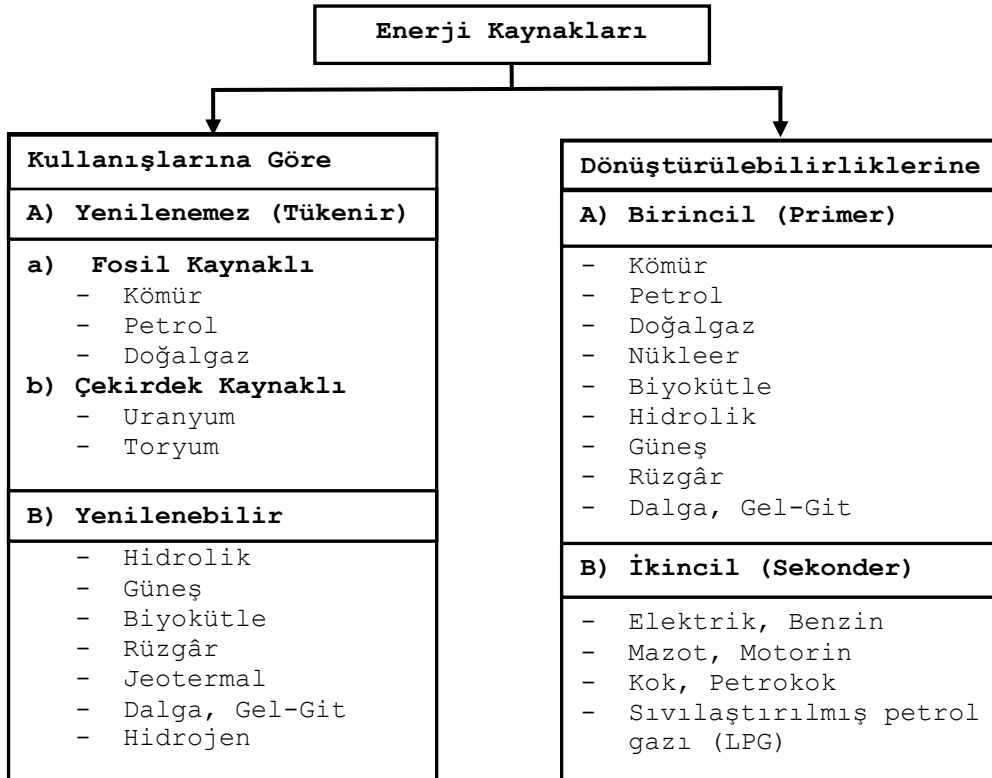 Enerji Kaynakları
Kullanışlarına Göre
A) Yenilenemez (Tükenir)
a) Fosil Kaynaklı
- Kömür
- Petrol
- Doğalgaz
b) Çekirdek Kaynaklı
- Uranyum
- Toryum
B) Yenilenebilir
- Hidrolik
- Güneş
- Biyokütle
- Rüzgâr
- Jeotermal
- Dalga, Gel-Git
- Hidrojen
Dönüştürülebilirliklerine
A) Birincil (Primer)
- Kömür
- Petrol
- Doğalgaz
- Nükleer
- Biyokütle
- Hidrolik
- Güneş
- Rüzgâr
- Dalga, Gel-Git
B) İkincil (Sekonder)
- Elektrik, Benzin
- Mazot, Motorin
- Kok, Petrokok
- Sıvılaştırılmış petrol
gazı (LPG)